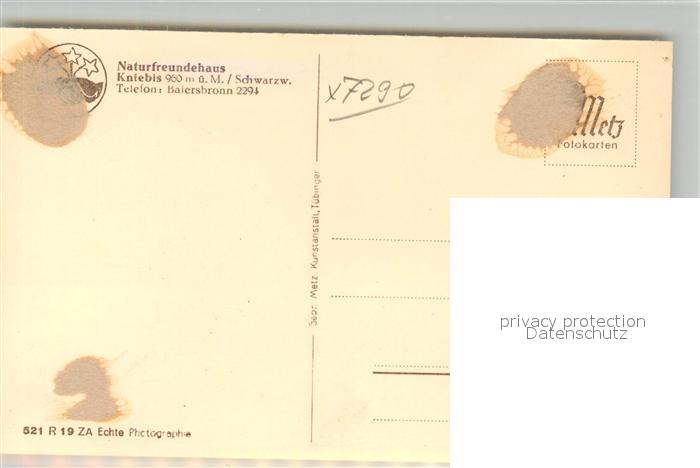 Naturfreundehaus
Kniebis 960 m ü. M. / Schwarzw.
Telefon: Baiersbronn 2294
x7290
Metz
Fotokarten
Gebr. Metz, Kunstanstalt, Tübingen
privacy protection
Datenschutz
521 R 19 ZA Echte Photographie